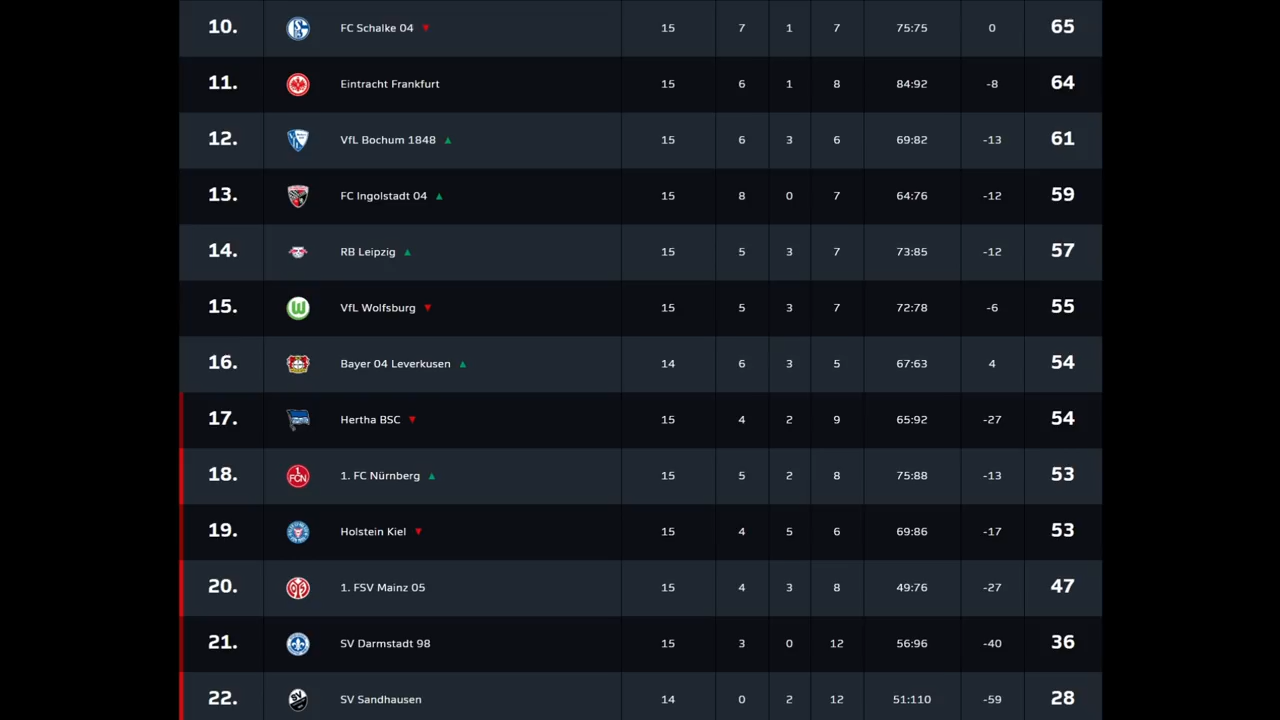 10. FC Schalke 04 15 7 1 7 75:75 0 65
11. Eintracht Frankfurt 15 6 1 8 84:92 -8 64
12. VfL Bochum 1848 15 6 3 6 69:82 -13 61
13. FC Ingolstadt 04 15 8 0 7 64:76 -12 59
14. RB Leipzig 15 5 3 7 73:85 -12 57
15. VfL Wolfsburg 15 5 3 7 72:78 -6 55
16. Bayer 04 Leverkusen 14 6 3 5 67:63 4 54
17. Hertha BSC 15 4 2 9 65:92 -27 54
18. 1. FC Nürnberg 15 5 2 8 75:88 -13 53
19. Holstein Kiel 15 4 5 6 69:86 -17 53
20. 1. FSV Mainz 05 15 4 3 8 49:76 -27 47
21. SV Darmstadt 98 15 3 0 12 56:96 -40 36
22. SV Sandhausen 14 0 2 12 51:110 -59 28